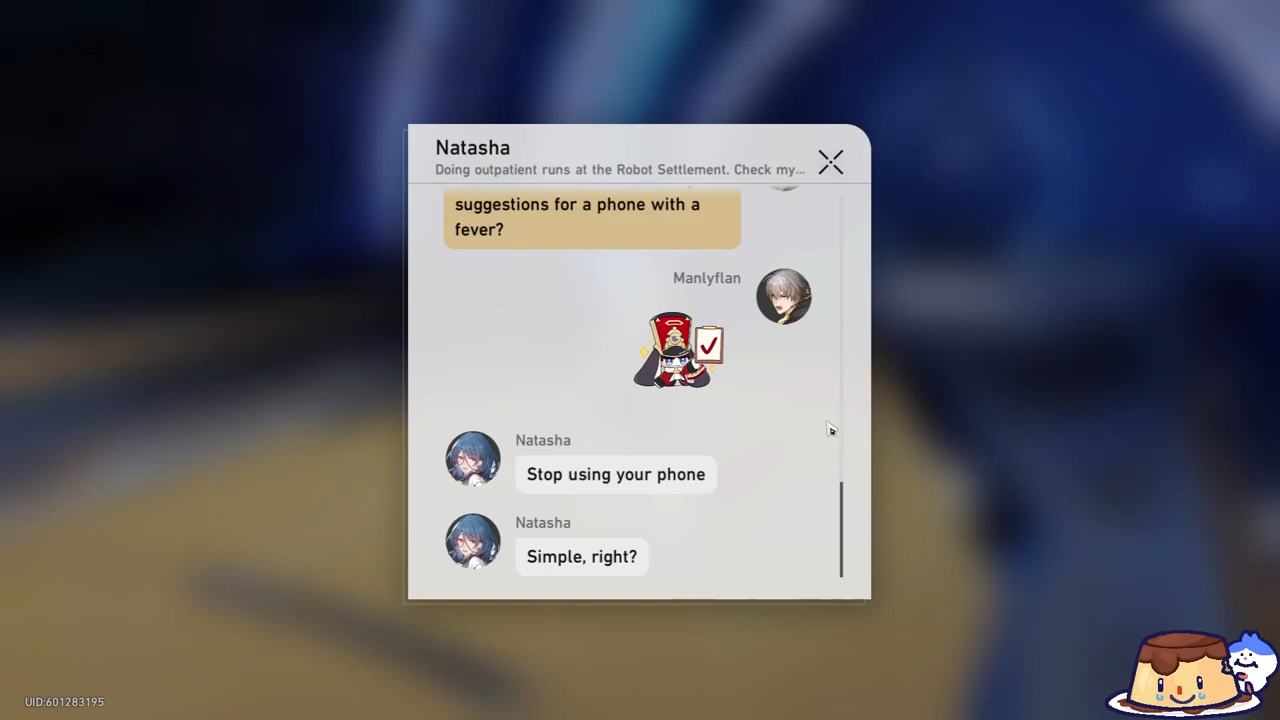 Natasha
Doing outpatient runs at the Robot Settlement. Check my...
suggestions for a phone with a
fever?
Manlyflan
Natasha
Stop using your phone
Natasha
Simple, right?
UID:601283195